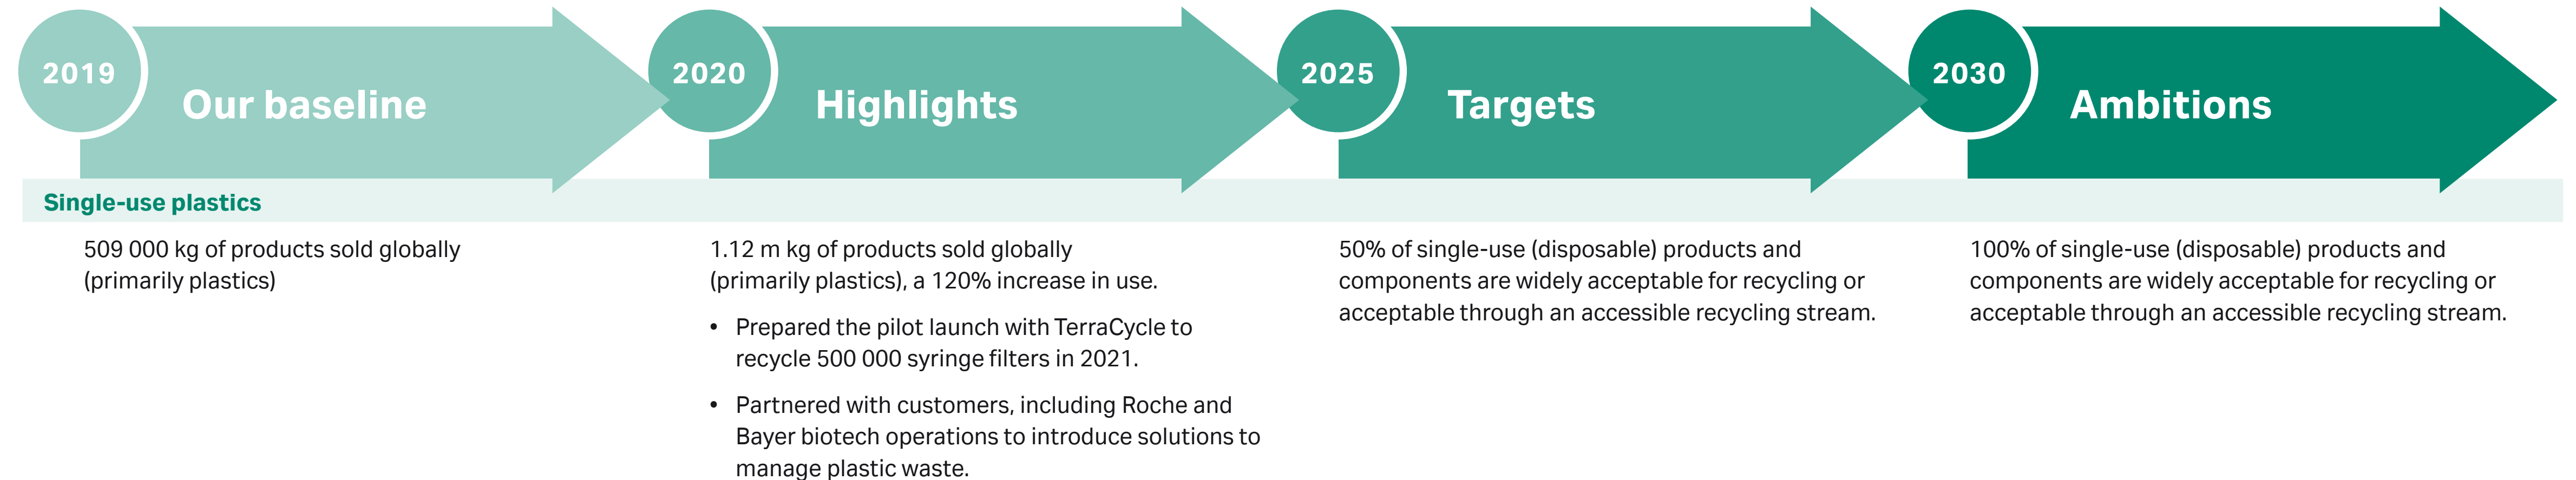 2019
Our baseline
2020
Highlights
2025
Targets
2030
Ambitions
Single-use plastics
509 000 kg of products sold globally
(primarily plastics)
1.12 m kg of products sold globally
(primarily plastics), a 120% increase in use.
• Prepared the pilot launch with TerraCycle to
recycle 500 000 syringe filters in 2021.
• Partnered with customers, including Roche and
Bayer biotech operations to introduce solutions to
manage plastic waste.
50% of single-use (disposable) products and
components are widely acceptable for recycling or
acceptable through an accessible recycling stream.
100% of single-use (disposable) products and
components are widely acceptable for recycling or
acceptable through an accessible recycling stream.